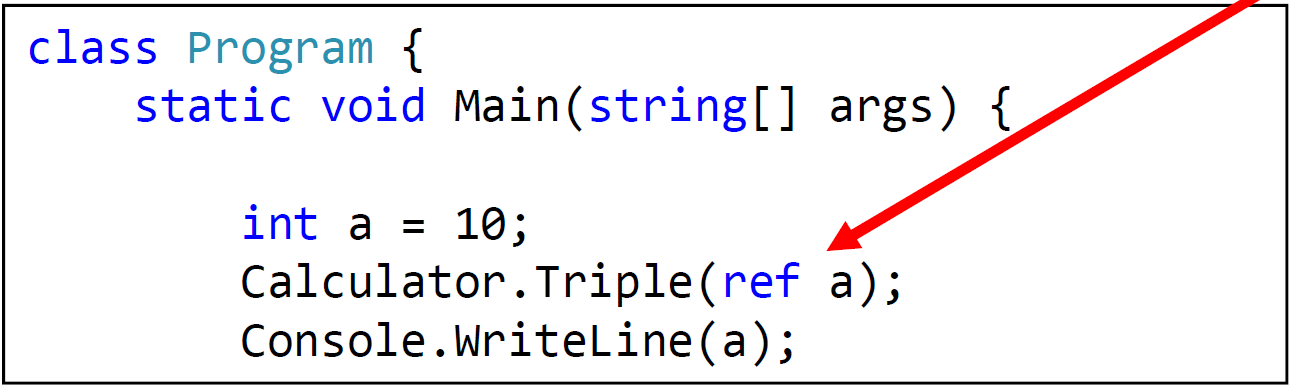 class Program {
static void Main(string[] args) {
int a = 10;
Calculator.Triple(ref a);
Console.WriteLine(a);